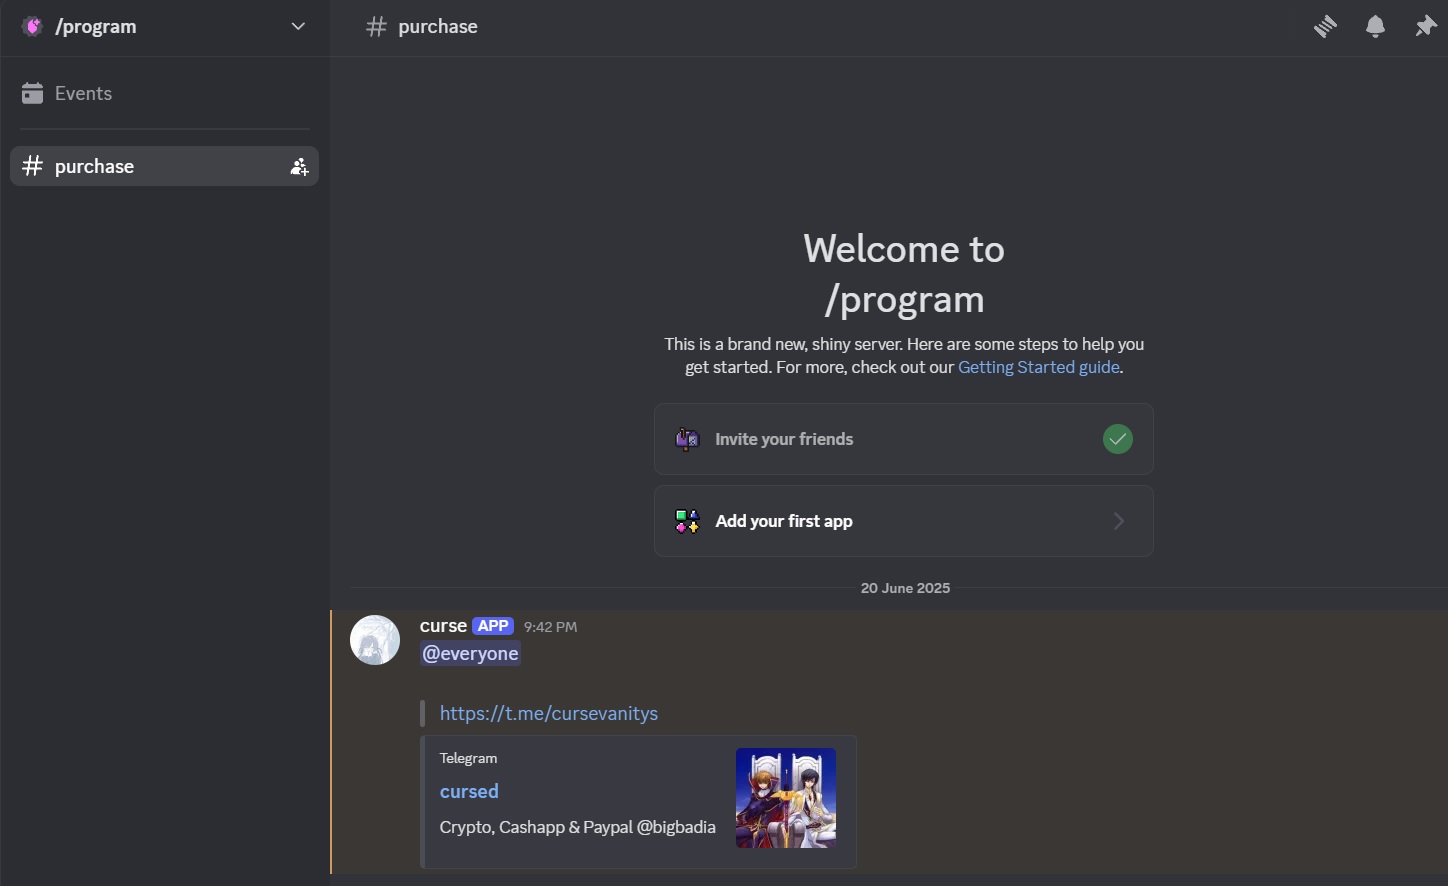 /program
purchase
Events
purchase
Welcome to
/program
This is a brand new, shiny server. Here are some steps to help you
get started. For more, check out our Getting Started guide.
Invite your friends
Add your first app
20 June 2025
curse APP 9:42 PM
@everyone
https://t.me/cursevanitys
Telegram
cursed
Crypto, Cashapp & Paypal @bigbadia